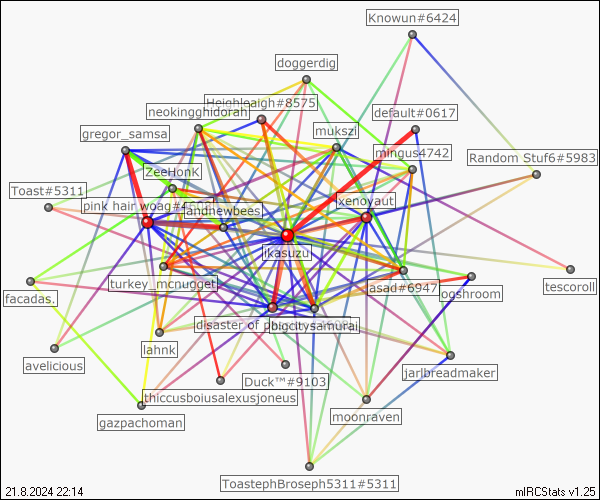 Knowun#6424
doggerdig
Heighleaigh#8575
neokingghidorah
default#0617
gregor_samsa
mukszi
mingus4742
Random Stuf6#5983
ZeeHonk
Toast#5311
pink hair woag#4
xenoyaut
landnewbees
ikasuzu
turkey_mcnugget
asad#6947
ogshroom
tescoroll
facadas.
disaster of
bigcitysamurai
lahnk
avelicious
jarlbreadmaker
Duck™#9103
thiccusboiusalexusjoneus
moonraven
gazpachoman
ToastephBroseph5311#5311
21.8.2024 22:14
mIRCStats v1.25